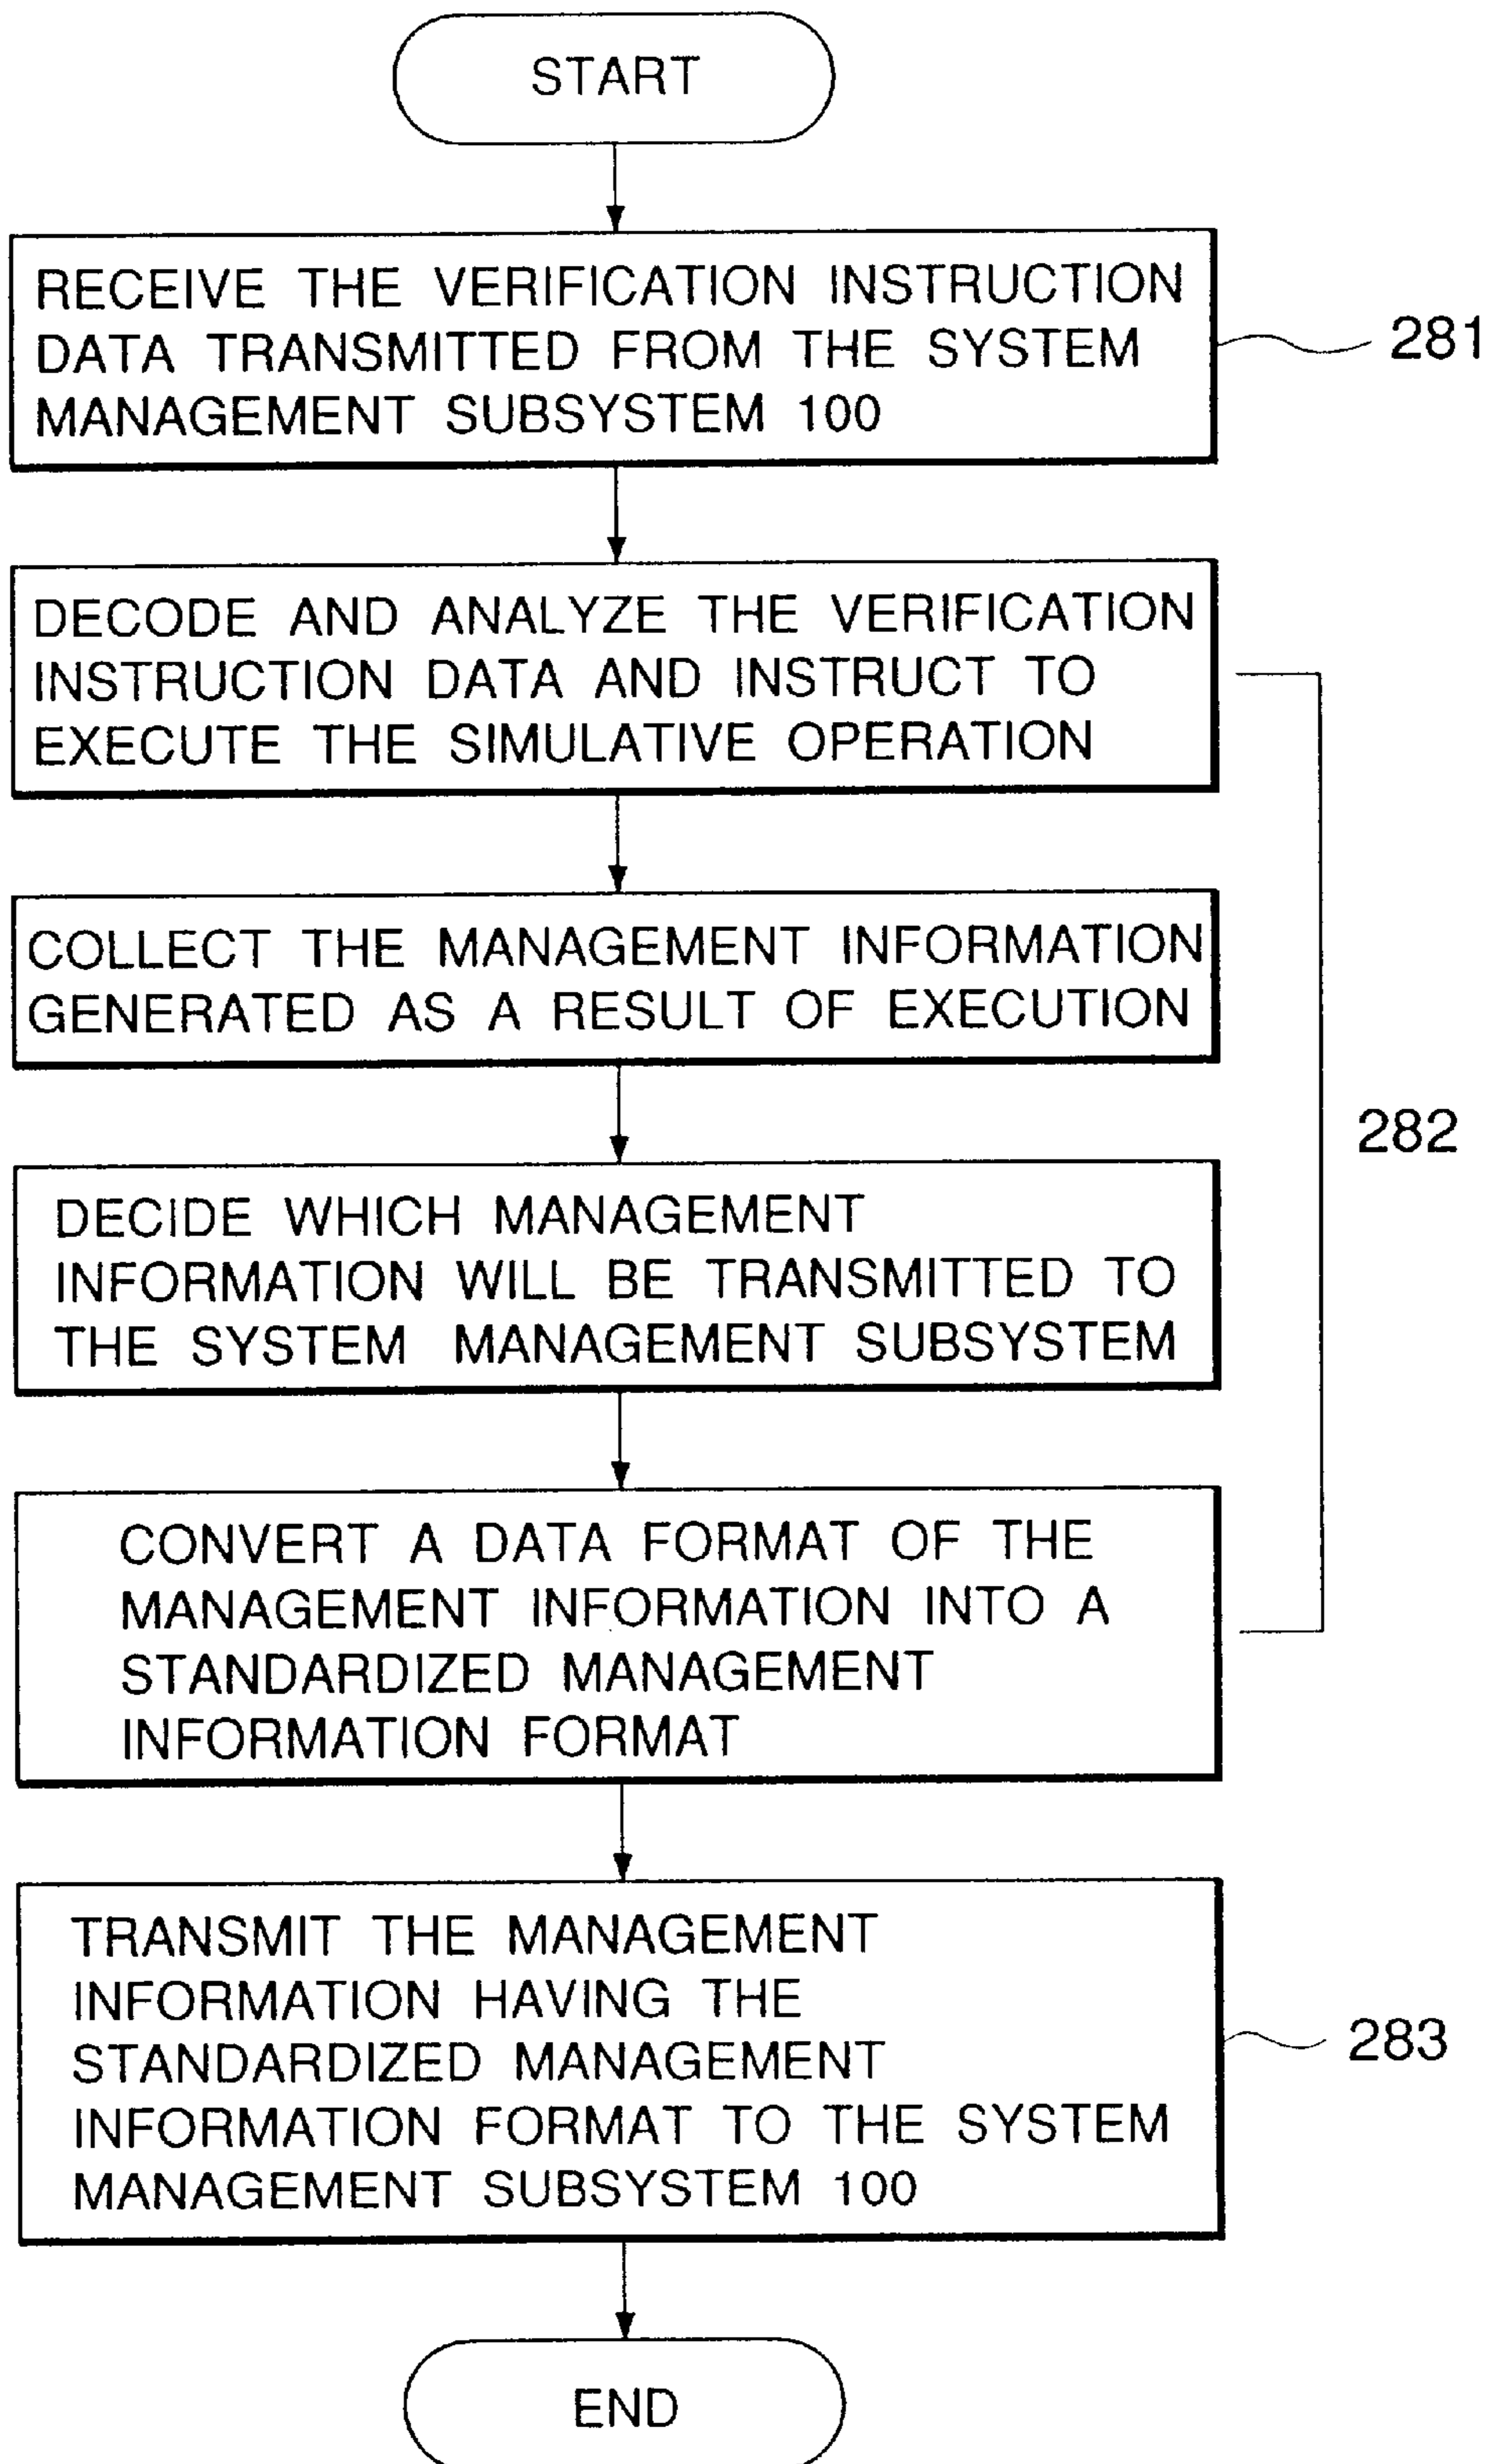 START
RECEIVE THE VERIFICATION INSTRUCTION
DATA TRANSMITTED FROM THE SYSTEM
MANAGEMENT SUBSYSTEM 100
281
DECODE AND ANALYZE THE VERIFICATION
INSTRUCTION DATA AND INSTRUCT TO
EXECUTE THE SIMULATIVE OPERATION
COLLECT THE MANAGEMENT INFORMATION
GENERATED AS A RESULT OF EXECUTION
282
DECIDE WHICH MANAGEMENT
INFORMATION WILL BE TRANSMITTED TO
THE SYSTEM MANAGEMENT SUBSYSTEM
CONVERT A DATA FORMAT OF THE
MANAGEMENT INFORMATION INTO A
STANDARDIZED MANAGEMENT
INFORMATION FORMAT
TRANSMIT THE MANAGEMENT
INFORMATION HAVING THE
STANDARDIZED MANAGEMENT
INFORMATION FORMAT TO THE SYSTEM
MANAGEMENT SUBSYSTEM 100
283
END